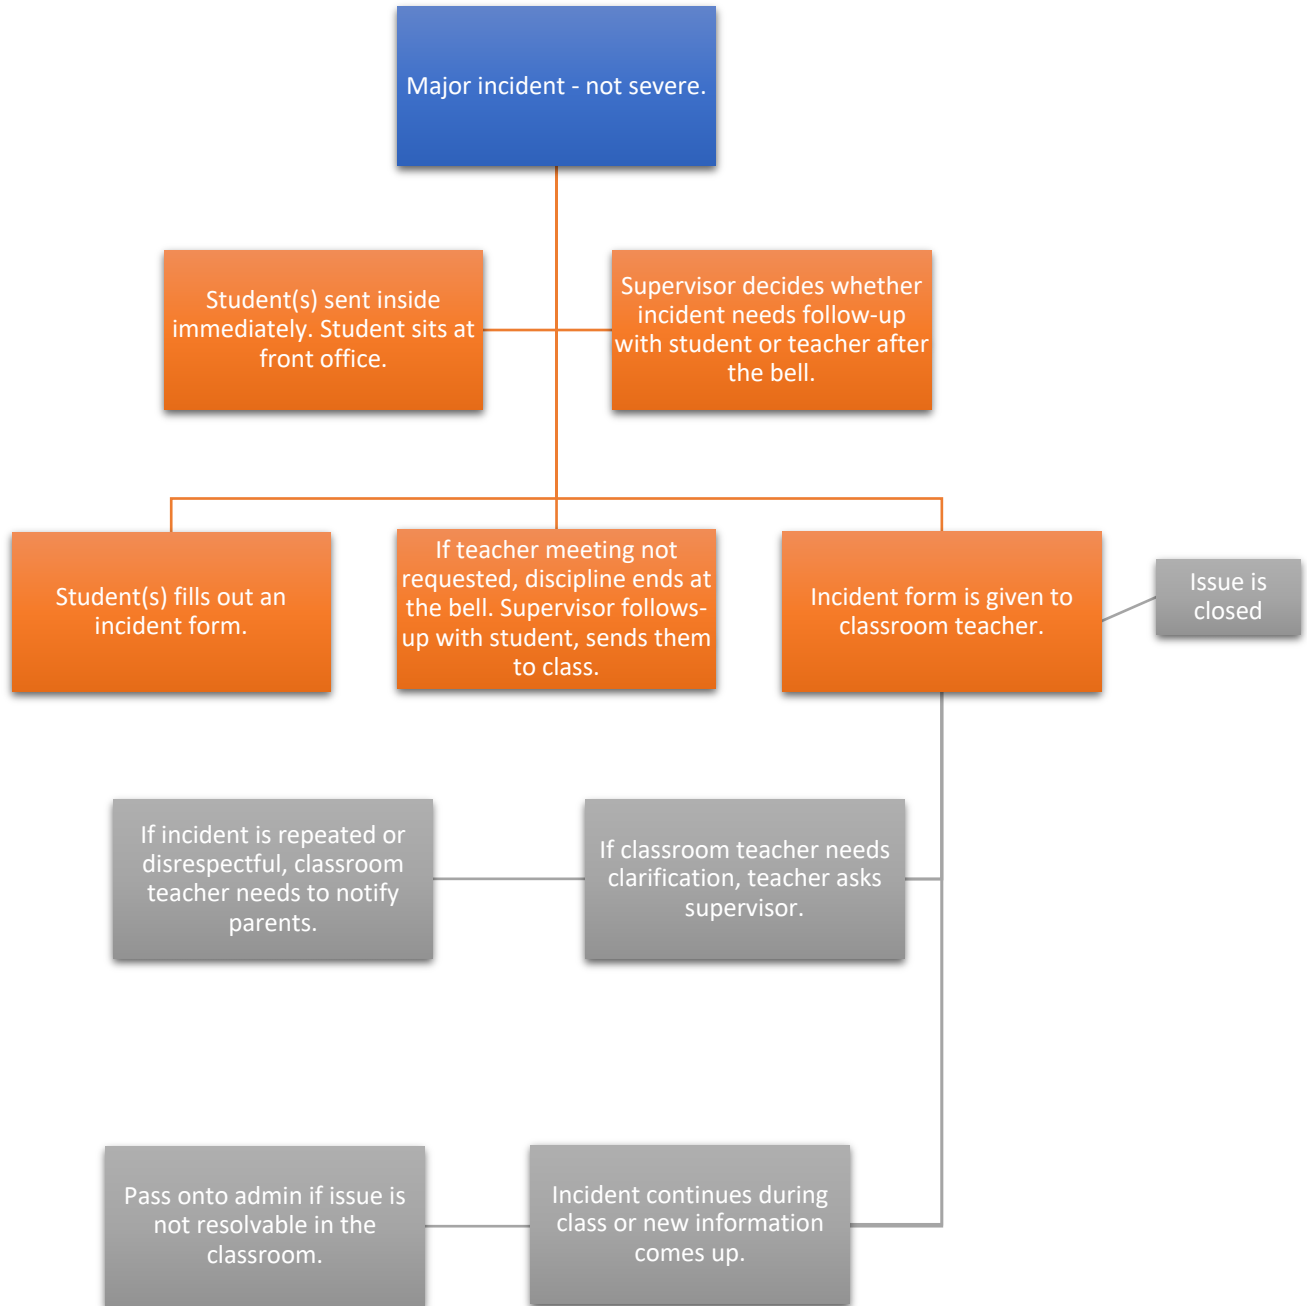 Major incident - not severe.
Student(s) sent inside
immediately. Student sits at
front office.
Supervisor decides whether
incident needs follow-up
with student or teacher after
the bell.
Student(s) fills out an
incident form.
If teacher meeting not
requested, discipline ends at
the bell. Supervisor follows-
up with student, sends them
to class.
Incident form is given to
classroom teacher.
Issue is
closed
If incident is repeated or
disrespectful, classroom
teacher needs to notify
parents.
If classroom teacher needs
clarification, teacher asks
supervisor.
Pass onto admin if issue is
not resolvable in the
classroom.
Incident continues during
class or new information
comes up.